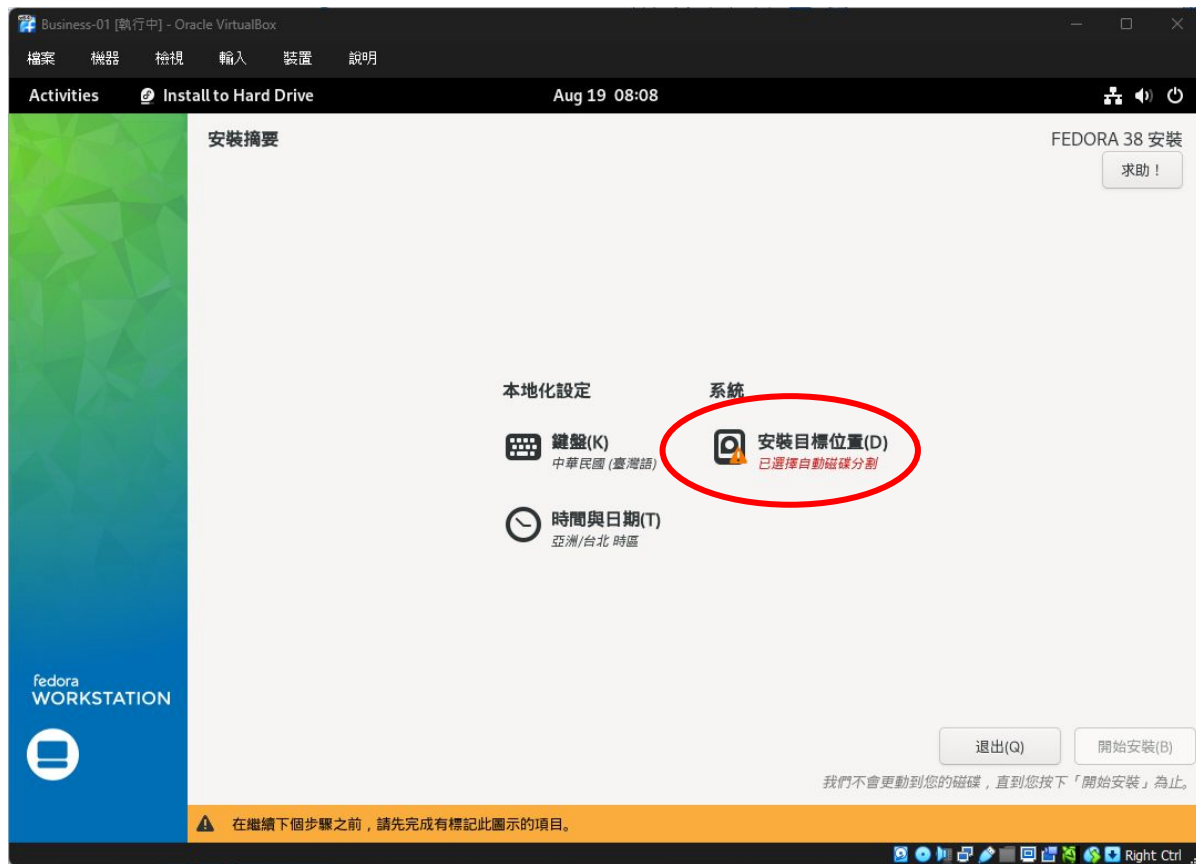 Business-01 [執行中] - Oracle VirtualBox
檔案 機器 檢視 輸入 裝置 說明
Activities Install to Hard Drive Aug 19 08:08
安裝摘要
FEDORA 38 安裝
求助！
本地化設定
系統
鍵盤(K)
中華民國 (臺灣語)
安裝目標位置(D)
已選擇自動磁碟分割
時間與日期(T)
亞洲/台北 時區
fedora
WORKSTATION
退出(Q)
開始安裝(B)
我們不會更動到您的磁碟，直到您按下「開始安裝」為止。
在繼續下個步驟之前，請先完成有標記此圖示的項目。
Right Ctrl